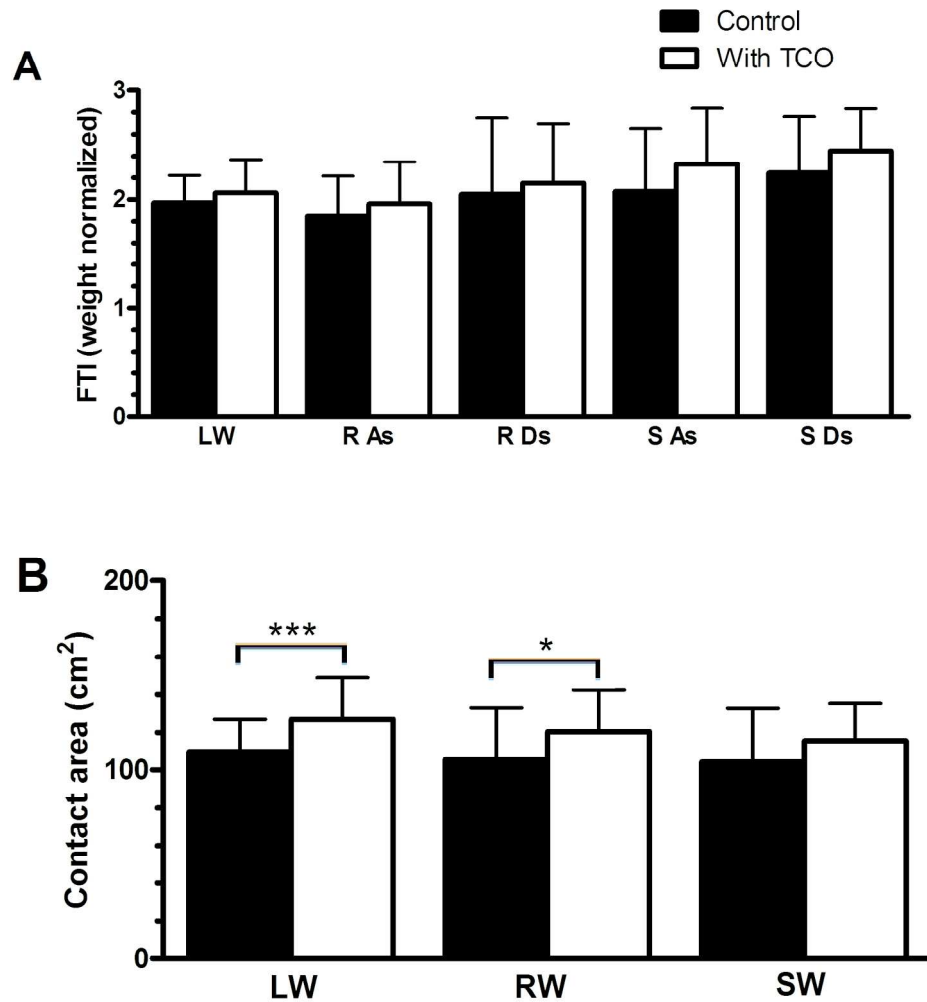 Control
With TCO
A
FTI (weight normalized)
3
2
1
0
LW R As R Ds S As S Ds
B
Contact area (cm²)
200
100
0
*** *
LW RW SW